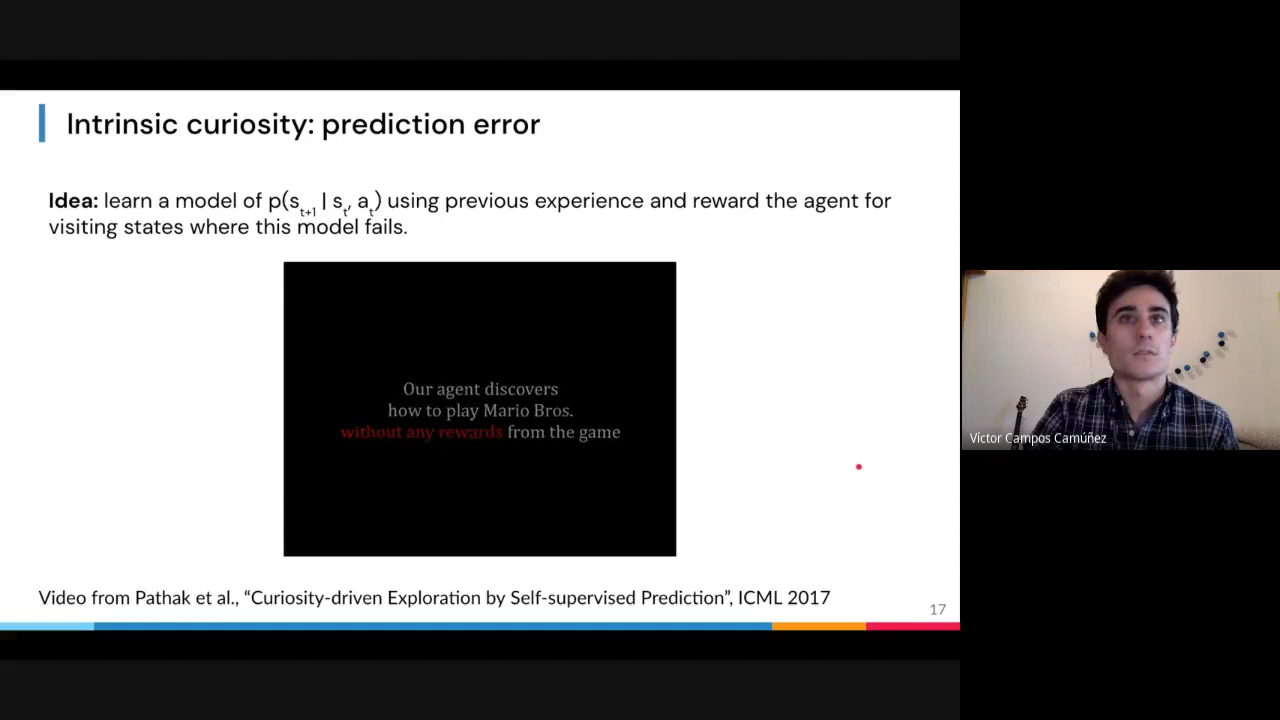 Intrinsic curiosity: prediction error
Idea: learn a model of p(st+1 | st, at) using previous experience and reward the agent for
visiting states where this model fails.
Our agent discovers
how to play Mario Bros.
without any rewards from the game
Video from Pathak et al., “Curiosity-driven Exploration by Self-supervised Prediction”, ICML 2017
17
Víctor Campos Camúñez